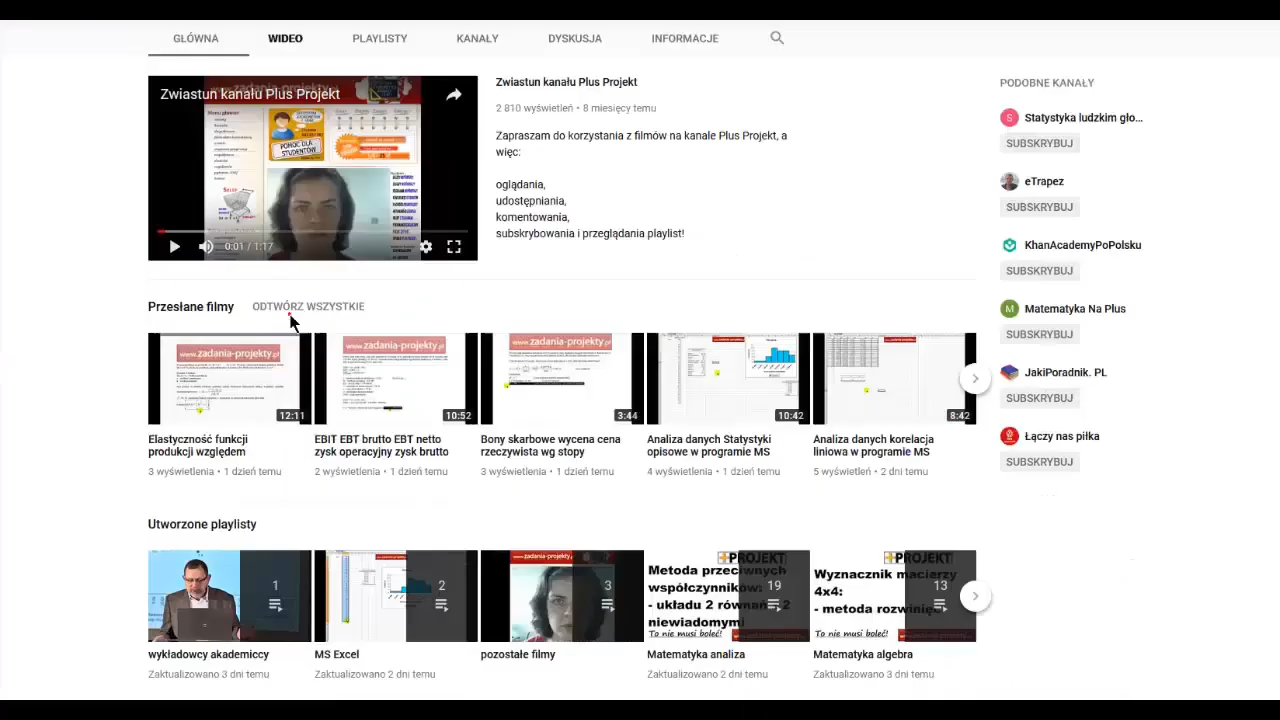 GŁÓWNA WIDEO PLAYLISTY KANAŁY DYSKUSJA INFORMACJE
Zwiastun kanału Plus Projekt
POMOC DLA
STUDENTÓW
0:01 / 1:17
Zwiastun kanału Plus Projekt
2 810 wyświetleń • 8 miesięcy temu
Zapraszam do korzystania z filmów na kanale Plus Projekt, a
więc:
oglądania,
udostępniania,
komentowania,
subskrybowania i przeglądania playlist!
PODOBNE KANAŁY
S Statystyka ludzkim gło...
SUBSKRYBUJ
eTrapez
SUBSKRYBUJ
KhanAcademyPoPolsku
SUBSKRYBUJ
M Matematyka Na Plus
SUBSKRYBUJ
JakiPoradnik. PL
SUBSKRYBUJ
Łączy nas piłka
SUBSKRYBUJ
Przesłane filmy ODTWÓRZ WSZYSTKIE
www.zadania-projekty.pl
12:11
Elastyczność funkcji
produkcji względem
3 wyświetlenia • 1 dzień temu
www.zadania-projekty.pl
10:52
EBIT EBT brutto EBT netto
zysk operacyjny zysk brutto
2 wyświetlenia • 1 dzień temu
www.zadania-projekty.pl
3:44
Bony skarbowe wycena cena
rzeczywista wg stopy
3 wyświetlenia • 1 dzień temu
10:42
Analiza danych Statystyki
opisowe w programie MS
4 wyświetlenia • 1 dzień temu
8:42
Analiza danych korelacja
liniowa w programie MS
5 wyświetleń • 2 dni temu
Utworzone playlisty
1
wykładowcy akademiccy
Zaktualizowano 3 dni temu
2
MS Excel
Zaktualizowano 2 dni temu
www.zadania-projekty.pl
3
pozostałe filmy
PROJEKT
Metoda przeciwnych
współczynników:
- układu 2 równań z 2
niewiadomymi
To nie musi boleć!
19
Matematyka analiza
Zaktualizowano 2 dni temu
PROJEKT
Wyznacznik macierzy
4x4:
- metoda rozwinięc
To nie musi boleć!
13
Matematyka algebra
Zaktualizowano 3 dni temu